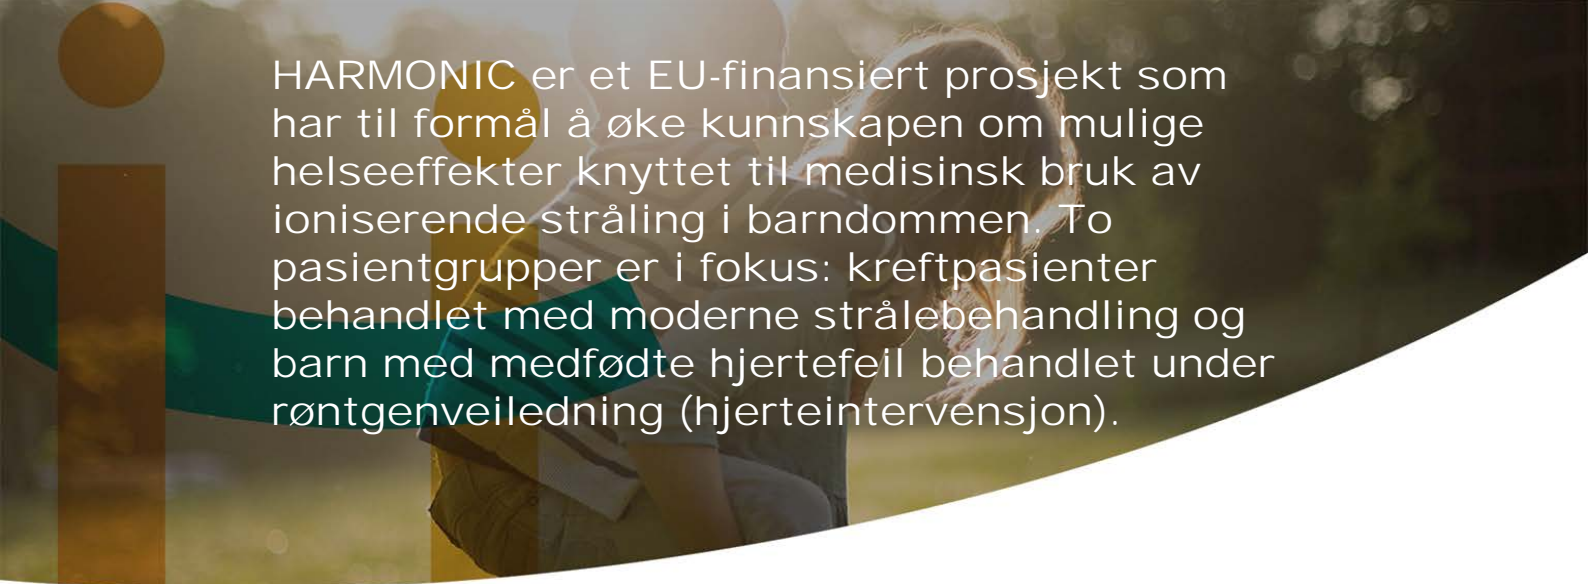 HARMONIC er et EU-finansiert prosjekt som
har til formål å øke kunnskapen om mulige
helseeffekter knyttet til medisinsk bruk av
ioniserende stråling i barndommen. To
pasientgrupper er i fokus: kreftpasienter
behandlet med moderne strålebehandling og
barn med medfødte hjertefeil behandlet under
røntgenveiledning (hjerteintervensjon).